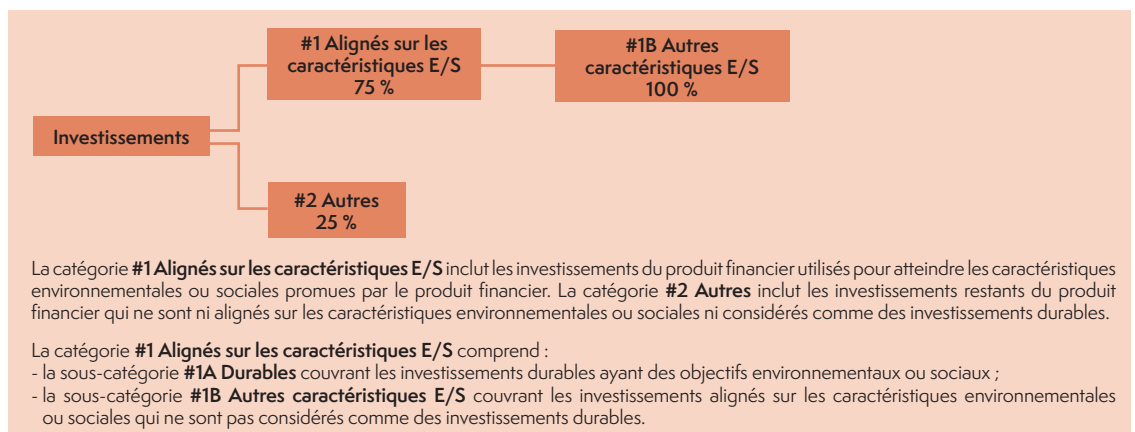 #1 Alignés sur les
caractéristiques E/S
75 %
#1B Autres
caractéristiques E/S
100 %
Investissements
#2 Autres
25 %
La catégorie #1 Alignés sur les caractéristiques E/S inclut les investissements du produit financier utilisés pour atteindre les caractéristiques
environnementales ou sociales promues par le produit financier. La catégorie #2 Autres inclut les investissements restants du produit
financier qui ne sont ni alignés sur les caractéristiques environnementales ou sociales ni considérés comme des investissements durables.
La catégorie #1 Alignés sur les caractéristiques E/S comprend :
- la sous-catégorie #1A Durables couvrant les investissements durables ayant des objectifs environnementaux ou sociaux ;
- la sous-catégorie #1B Autres caractéristiques E/S couvrant les investissements alignés sur les caractéristiques environnementales
ou sociales qui ne sont pas considérés comme des investissements durables.